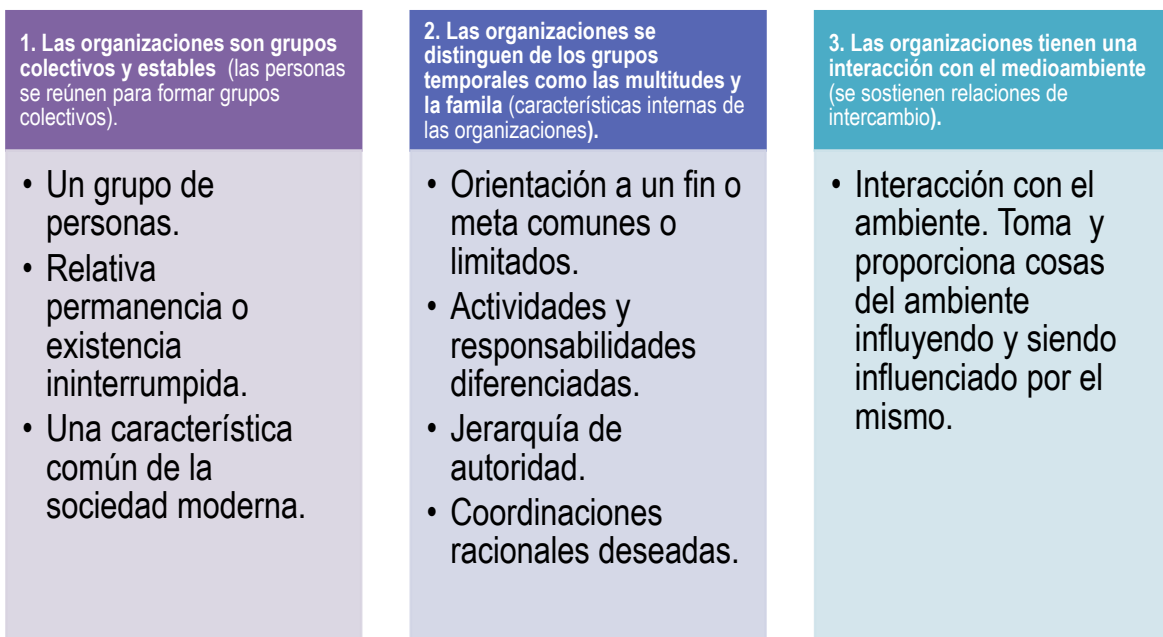 1. Las organizaciones son grupos
colectivos y estables (las personas
se reúnen para formar grupos
colectivos).
• Un grupo de
personas.
• Relativa
permanencia o
existencia
ininterrumpida.
• Una característica
común de la
sociedad moderna.
2. Las organizaciones se
distinguen de los grupos
temporales como las multitudes y
la famila (características internas de
las organizaciones).
• Orientación a un fin o
meta comunes o
limitados.
• Actividades y
responsabilidades
diferenciadas.
• Jerarquía de
autoridad.
• Coordinaciones
racionales deseadas.
3. Las organizaciones tienen una
interacción con el medioambiente
(se sostienen relaciones de
intercambio).
• Interacción con el
ambiente. Toma y
proporciona cosas
del ambiente
influyendo y siendo
influenciado por el
mismo.